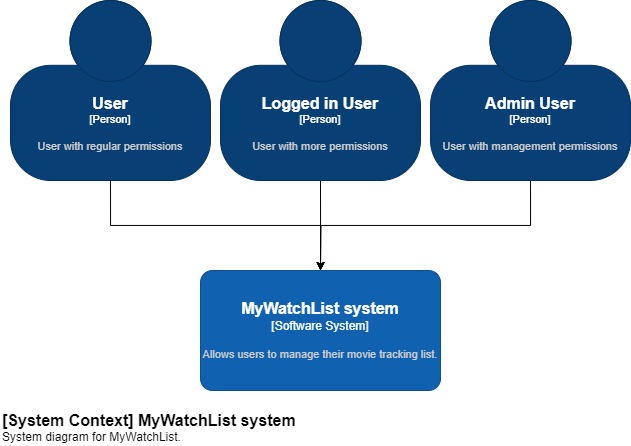 User
[Person]
User with regular permissions
Logged in User
[Person]
User with more permissions
Admin User
[Person]
User with management permissions
MyWatchList system
[Software System]
Allows users to manage their movie tracking list.
[System Context] MyWatchList system
System diagram for MyWatchList.